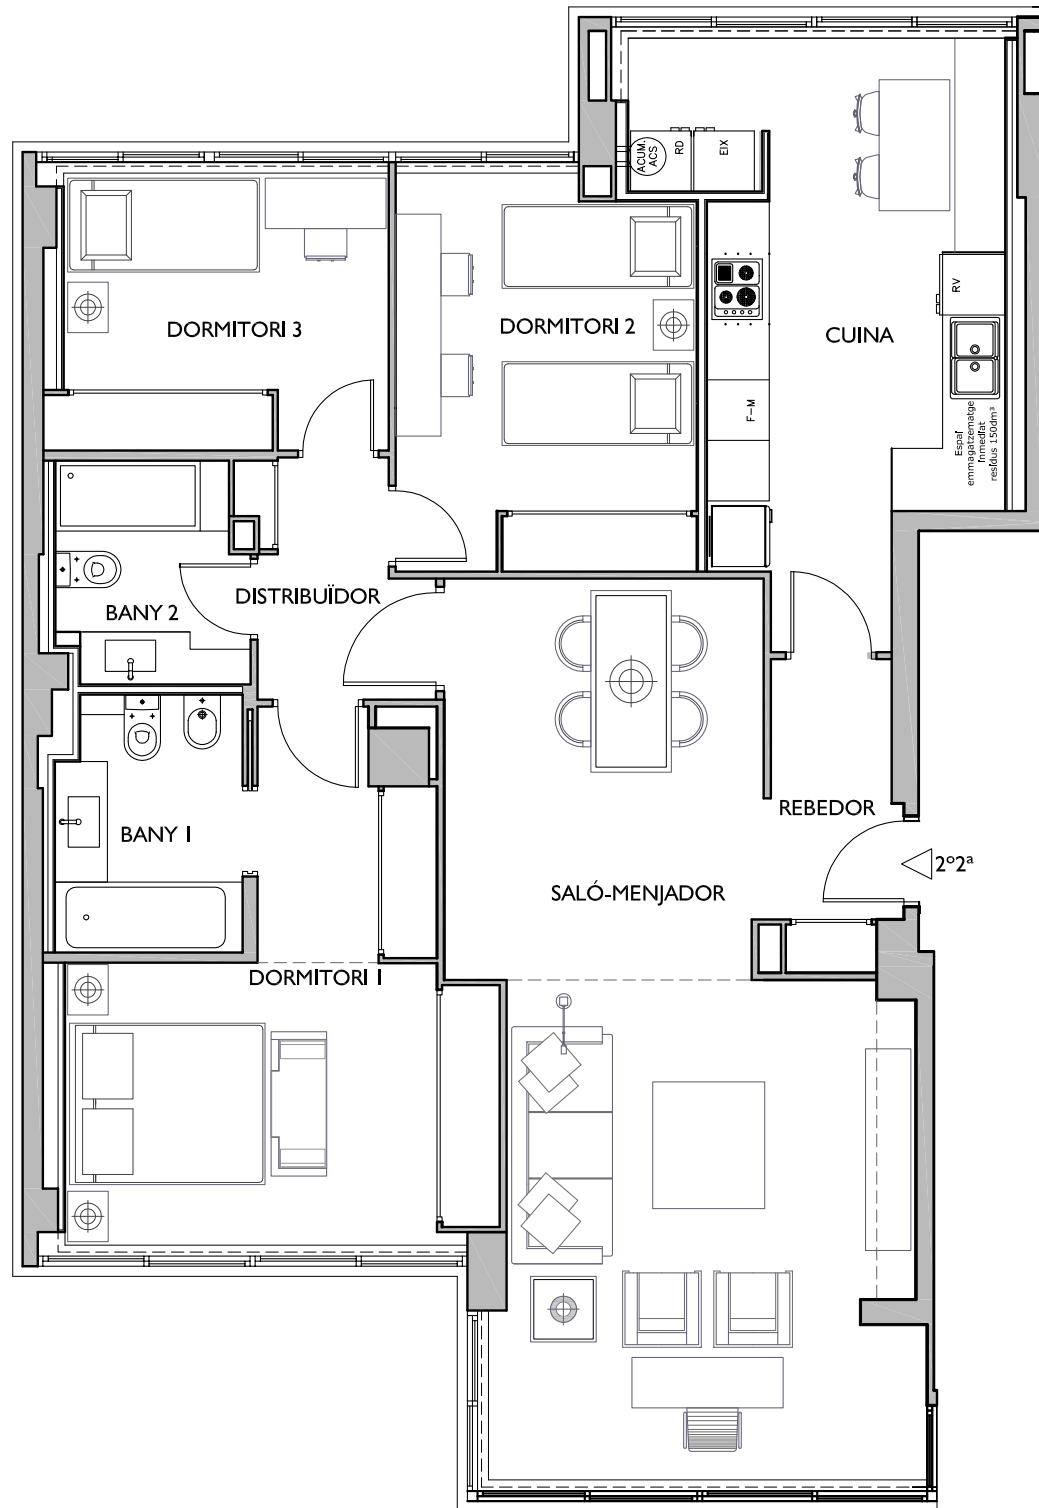 ACUM.
ACS
RD
EIX
DORMITORI 3
DORMITORI 2
CUINA
RV
F-M
Espai
emmagatzematge
inmediat
residus 150dm³
BANY 2
DISTRIBUÏDOR
REBEDOR
BANY 1
2º2ª
SALÓ-MENJADOR
DORMITORI 1